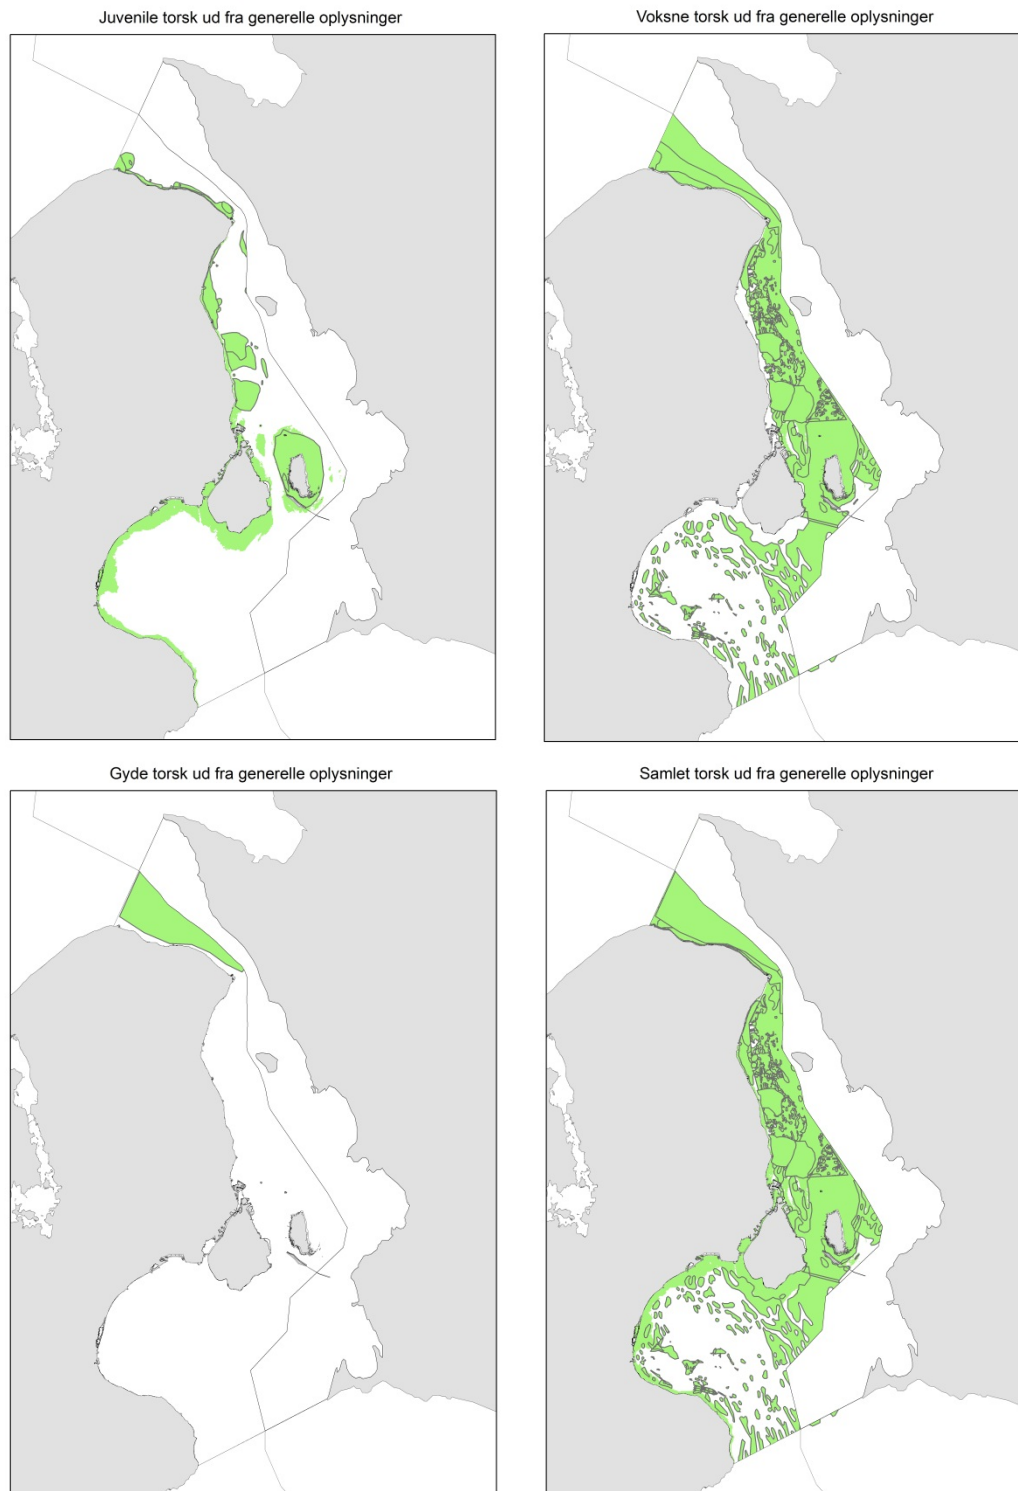 Juvenile torsk ud fra generelle oplysninger
Voksne torsk ud fra generelle oplysninger
Gyde torsk ud fra generelle oplysninger
Samlet torsk ud fra generelle oplysninger